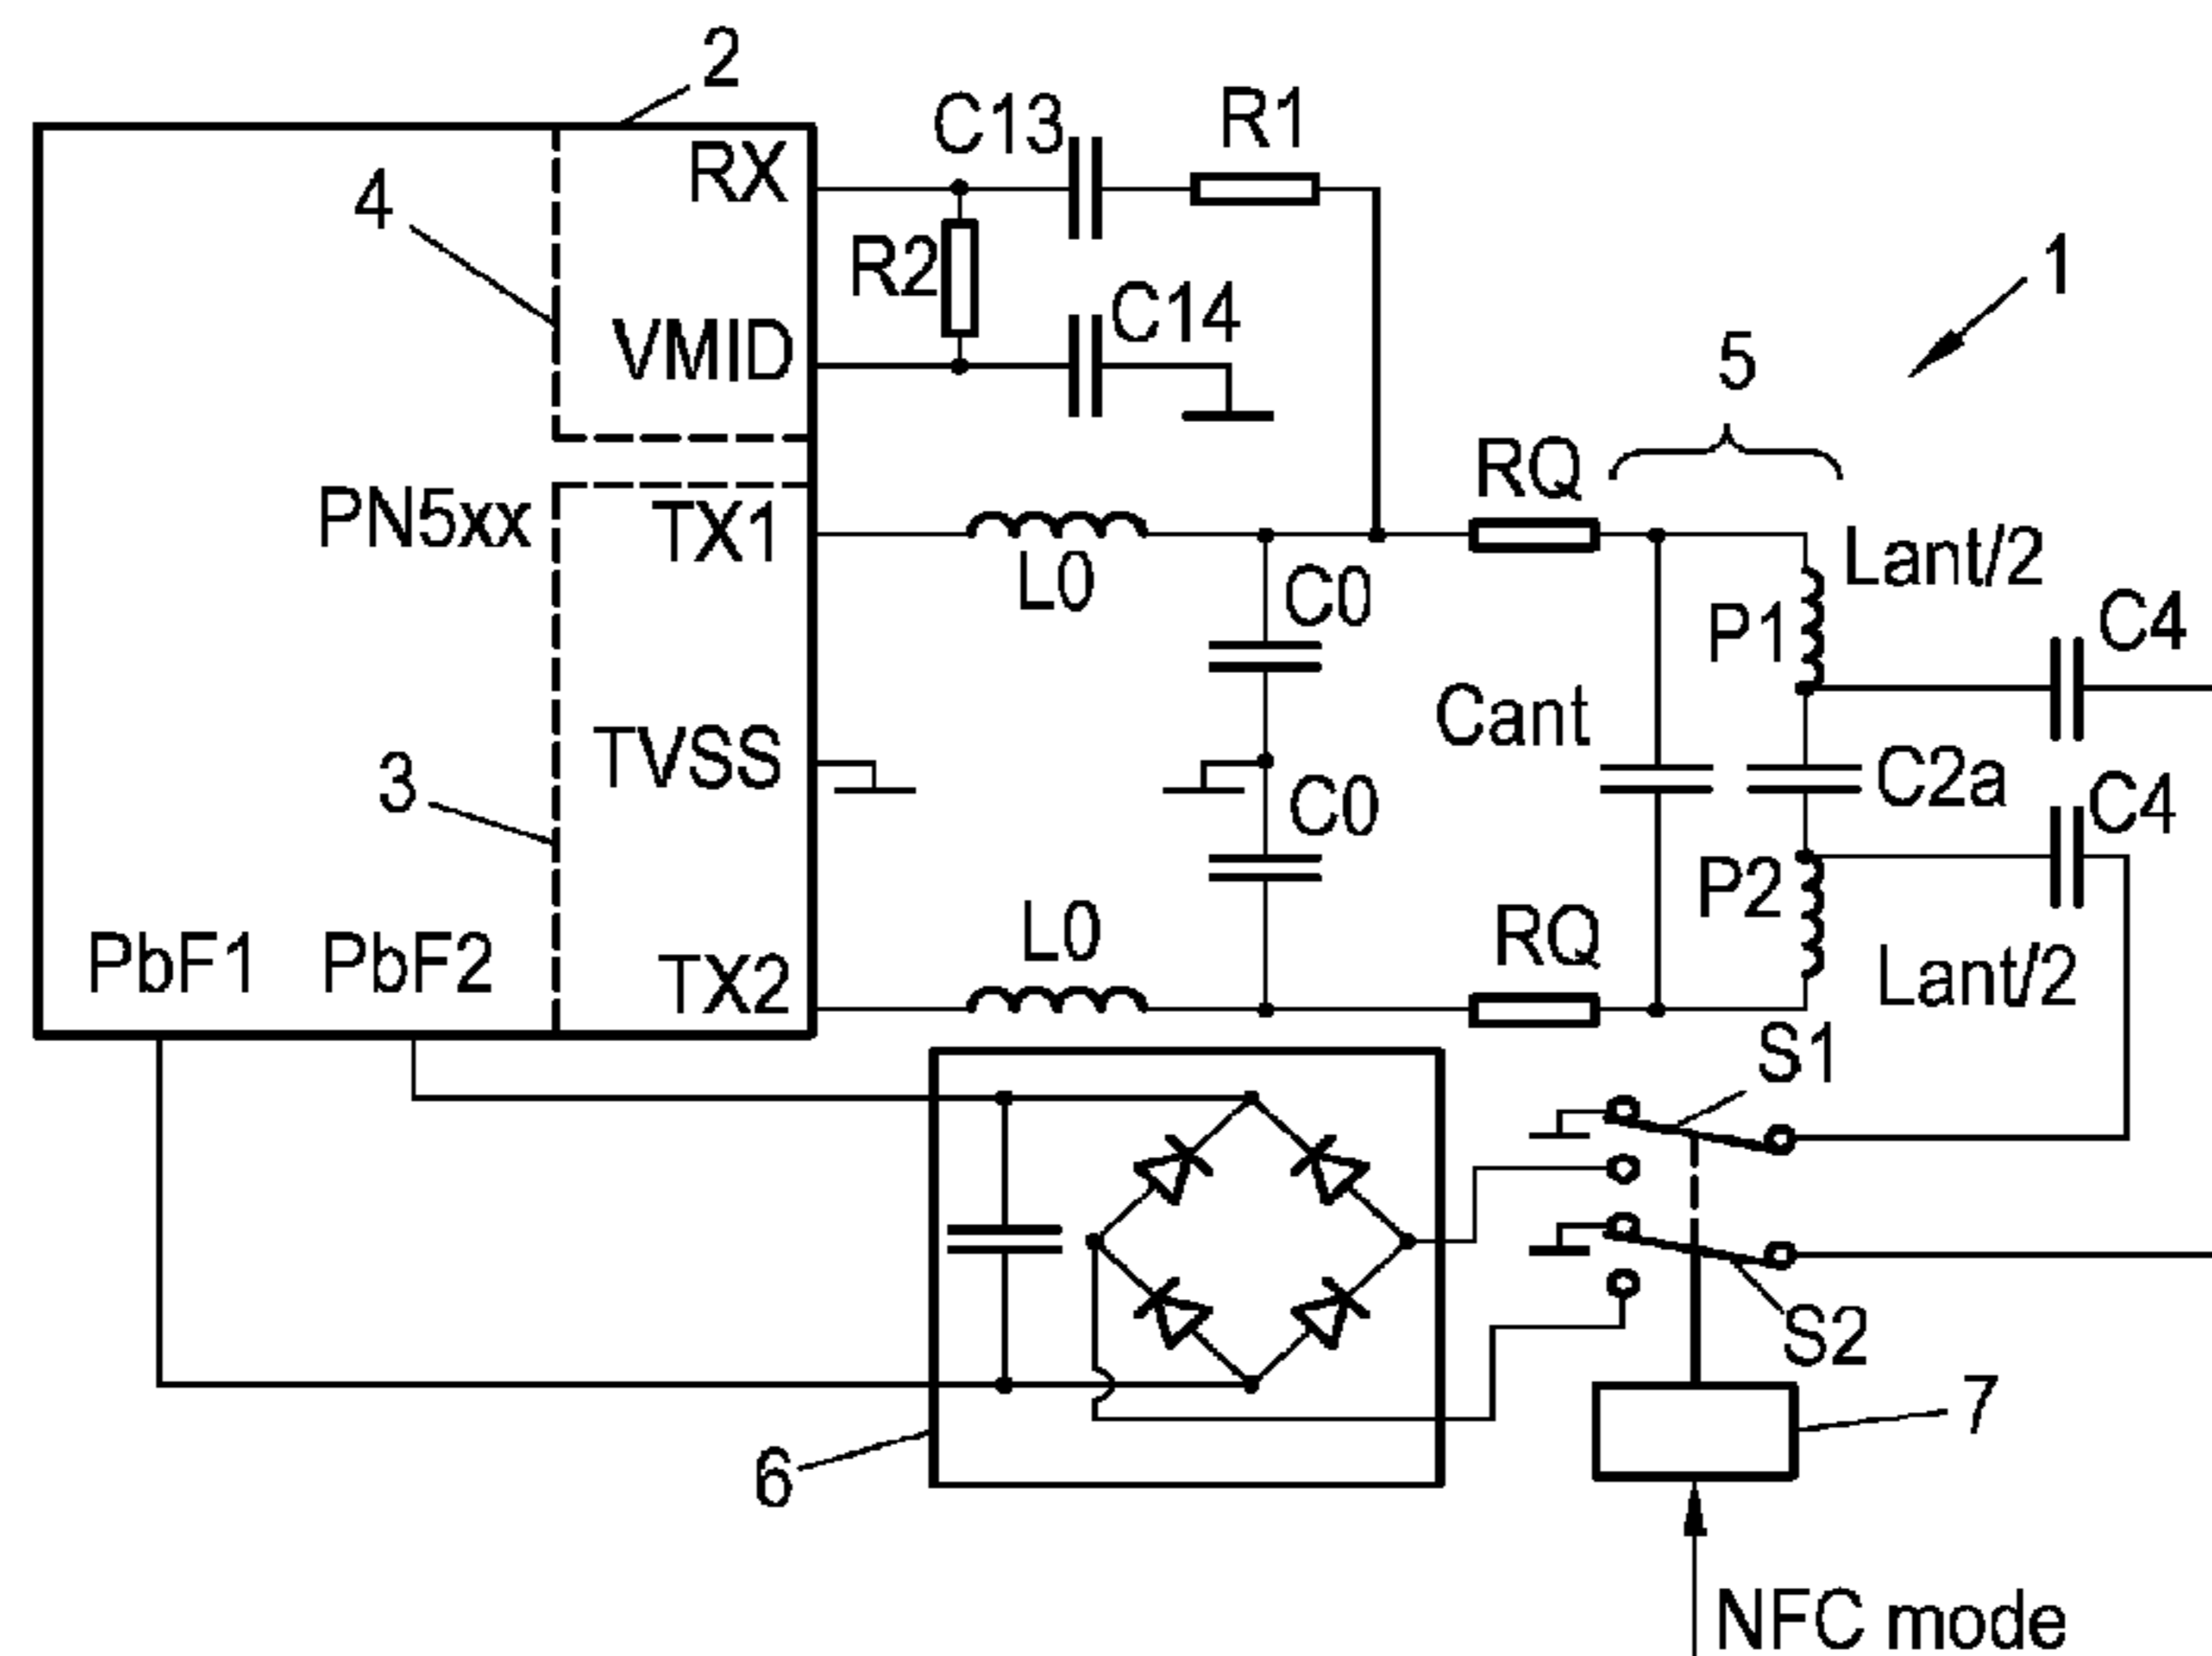 2
C13
R1
RX
4
R2
C14
1
VMID
5
RQ
PN5xx
TX1
Lant/2
L0
C0
P1
C4
Cant
TVSS
C2a
3
C0
C4
P2
L0
RQ
PbF1
PbF2
TX2
Lant/2
S1
S2
7
6
NFC mode